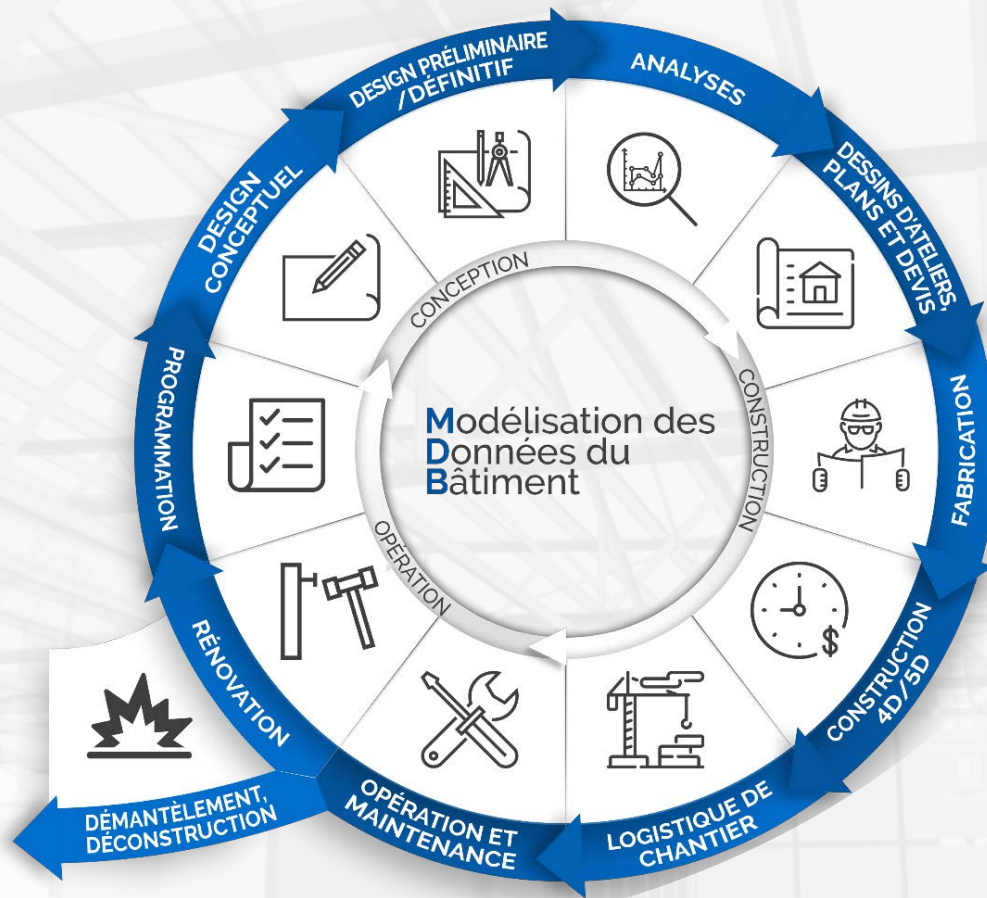 DESIGN PRÉLIMINAIRE
/DÉFINITIF
ANALYSES
DESSINS D'ATELIERS,
PLANS ET DEVIS
FABRICATION
CONSTRUCTION
4D/5D
LOGISTIQUE DE
CHANTIER
OPÉRATION ET
MAINTENANCE
DÉMANTÈLEMENT,
DÉCONSTRUCTION
RÉNOVATION
PROGRAMMATION
DESIGN
CONCEPTUEL
CONCEPTION
CONSTRUCTION
OPÉRATION
Modélisation des
Données du
Bâtiment
$